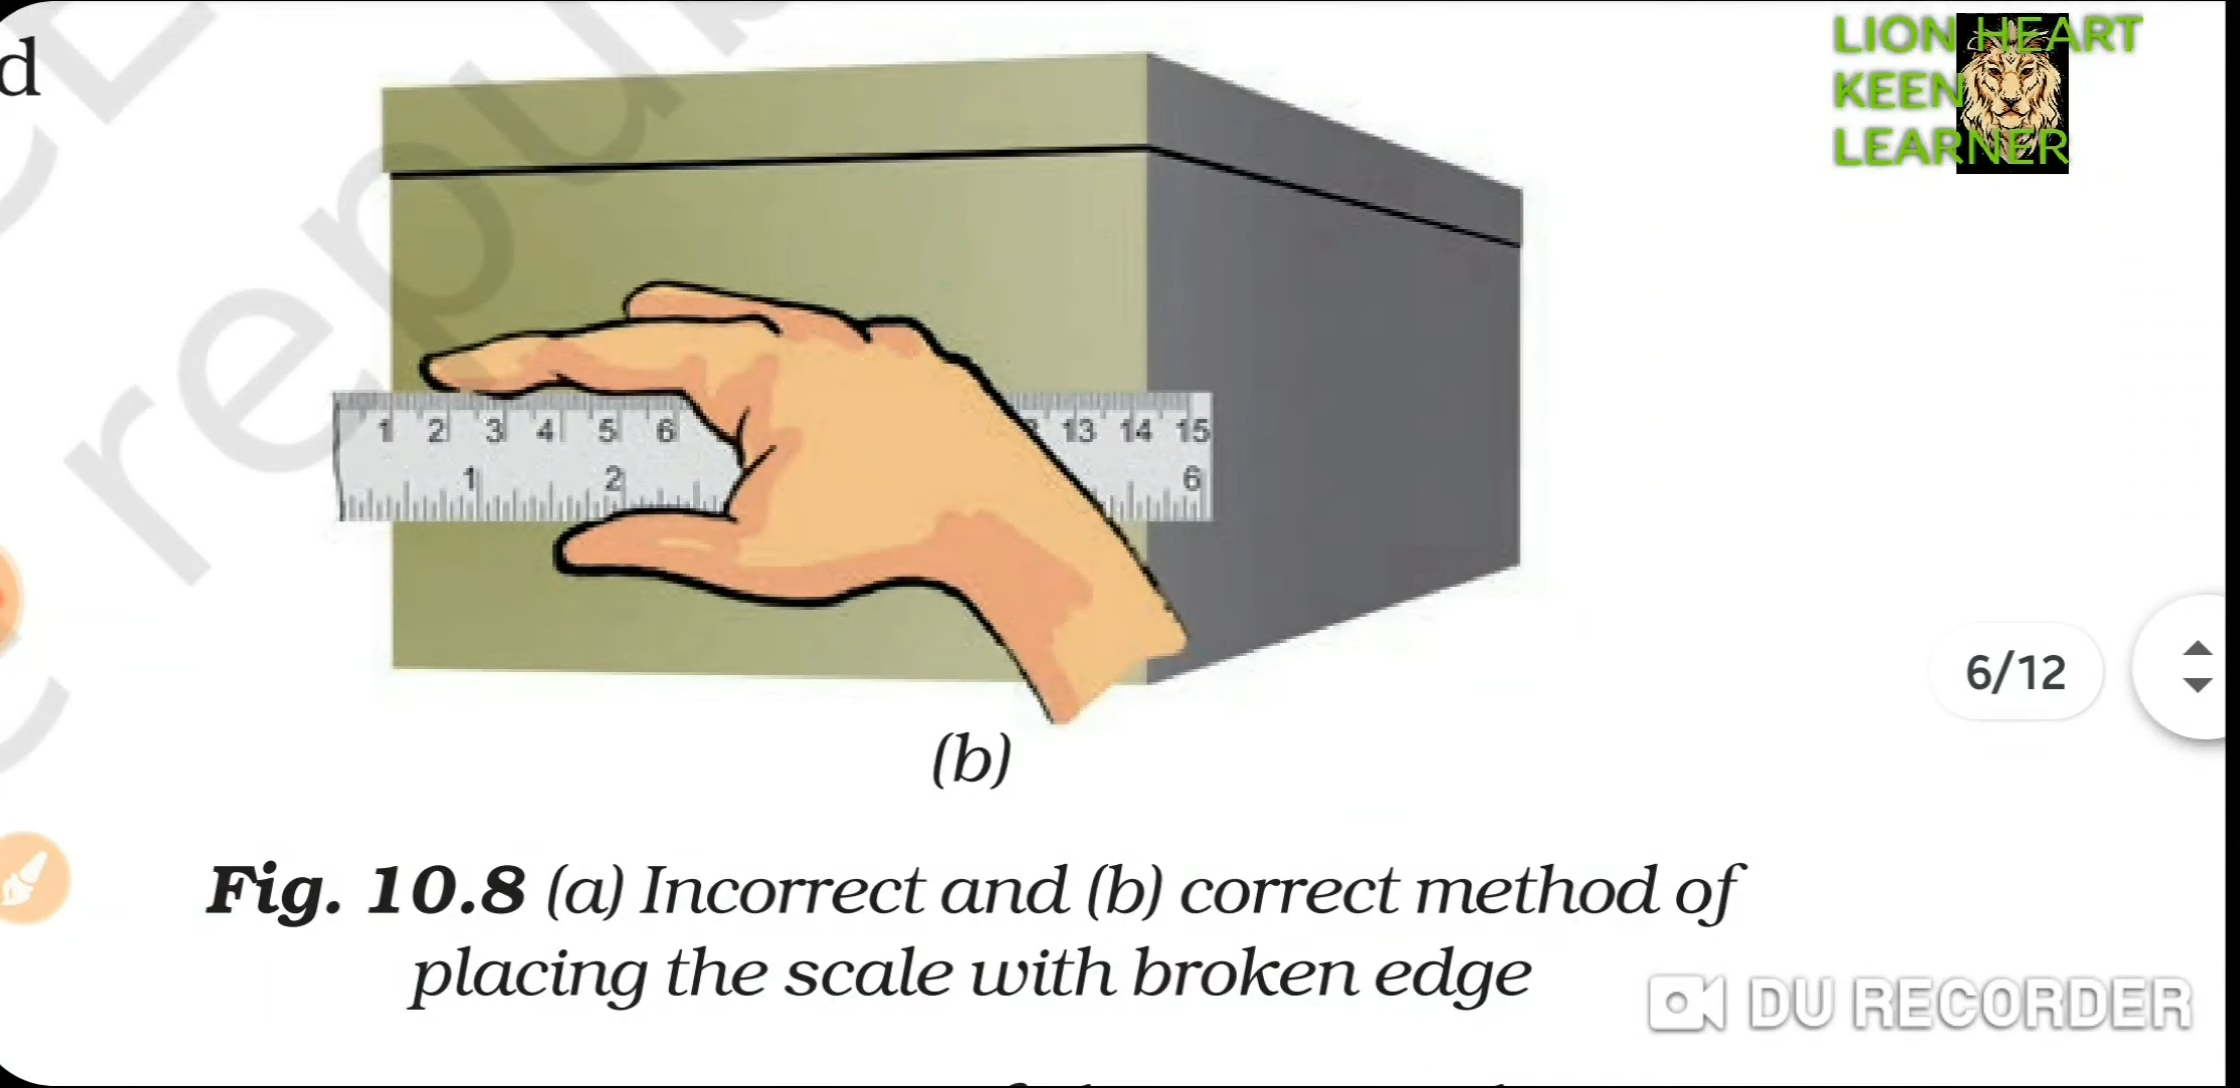 d
LION HEART
KEEN
LEARNER
repu
1 2 3 4 5 6 13 14 15
1 2 6
6/12
(b)
Fig. 10.8 (a) Incorrect and (b) correct method of
placing the scale with broken edge
DU RECORDER